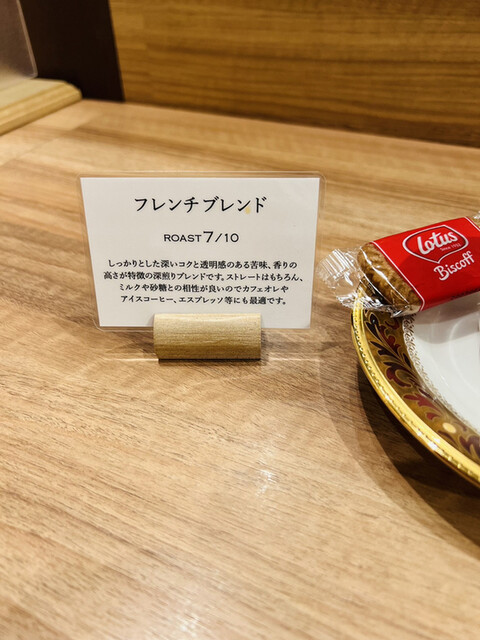 フレンチブレンド
ROAST 7/10
しっかりとした深いコクと透明感のある苦味、香りの
高さが特徴の深煎りブレンドです。ストレートはもちろん、
ミルクや砂糖との相性が良いのでカフェオレや
アイスコーヒー、エスプレッソ等にも最適です。
Lotus
Since 1932
Biscoff